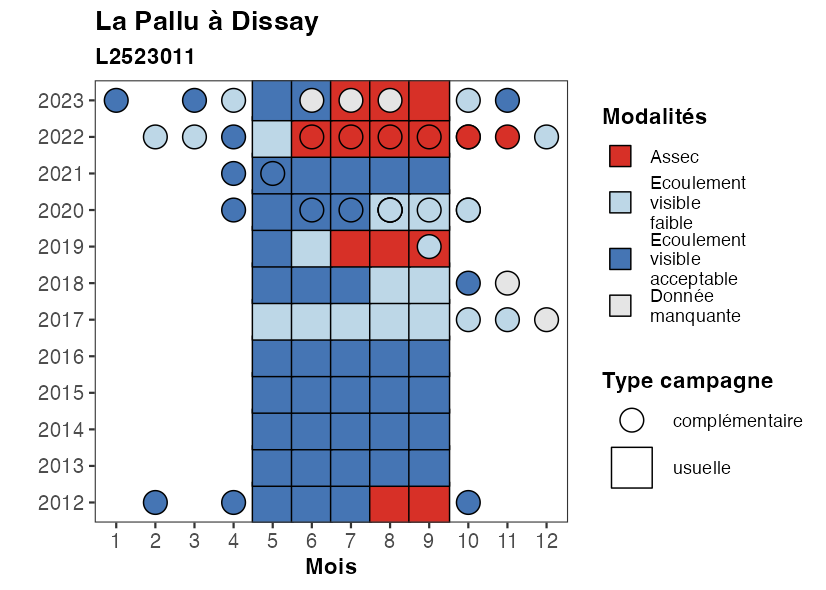 La Pallu à Dissay
L2523011
2023
2022
2021
2020
2019
2018
2017
2016
2015
2014
2013
2012
1 2 3 4 5 6 7 8 9 10 11 12
Mois
Modalités
Assec
Ecoulement
visible
faible
Ecoulement
visible
acceptable
Donnée
manquante
Type campagne
complémentaire
usuelle